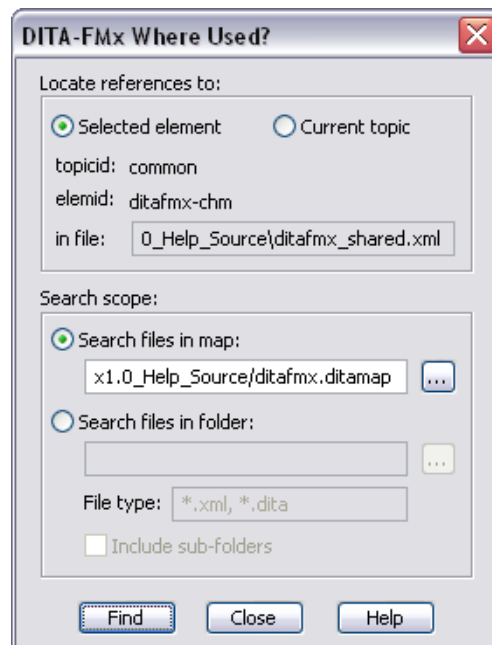 DITA-FMx Where Used?
Locate references to:
Selected element Current topic
topicid: common
elemid: ditafmx-chm
in file: 0_Help_Source\ditafmx_shared.xml
Search scope:
Search files in map:
x1.0_Help_Source/ditafmx.ditamap ...
Search files in folder:
...
File type: *.xml, *.dita
Include sub-folders
Find Close Help